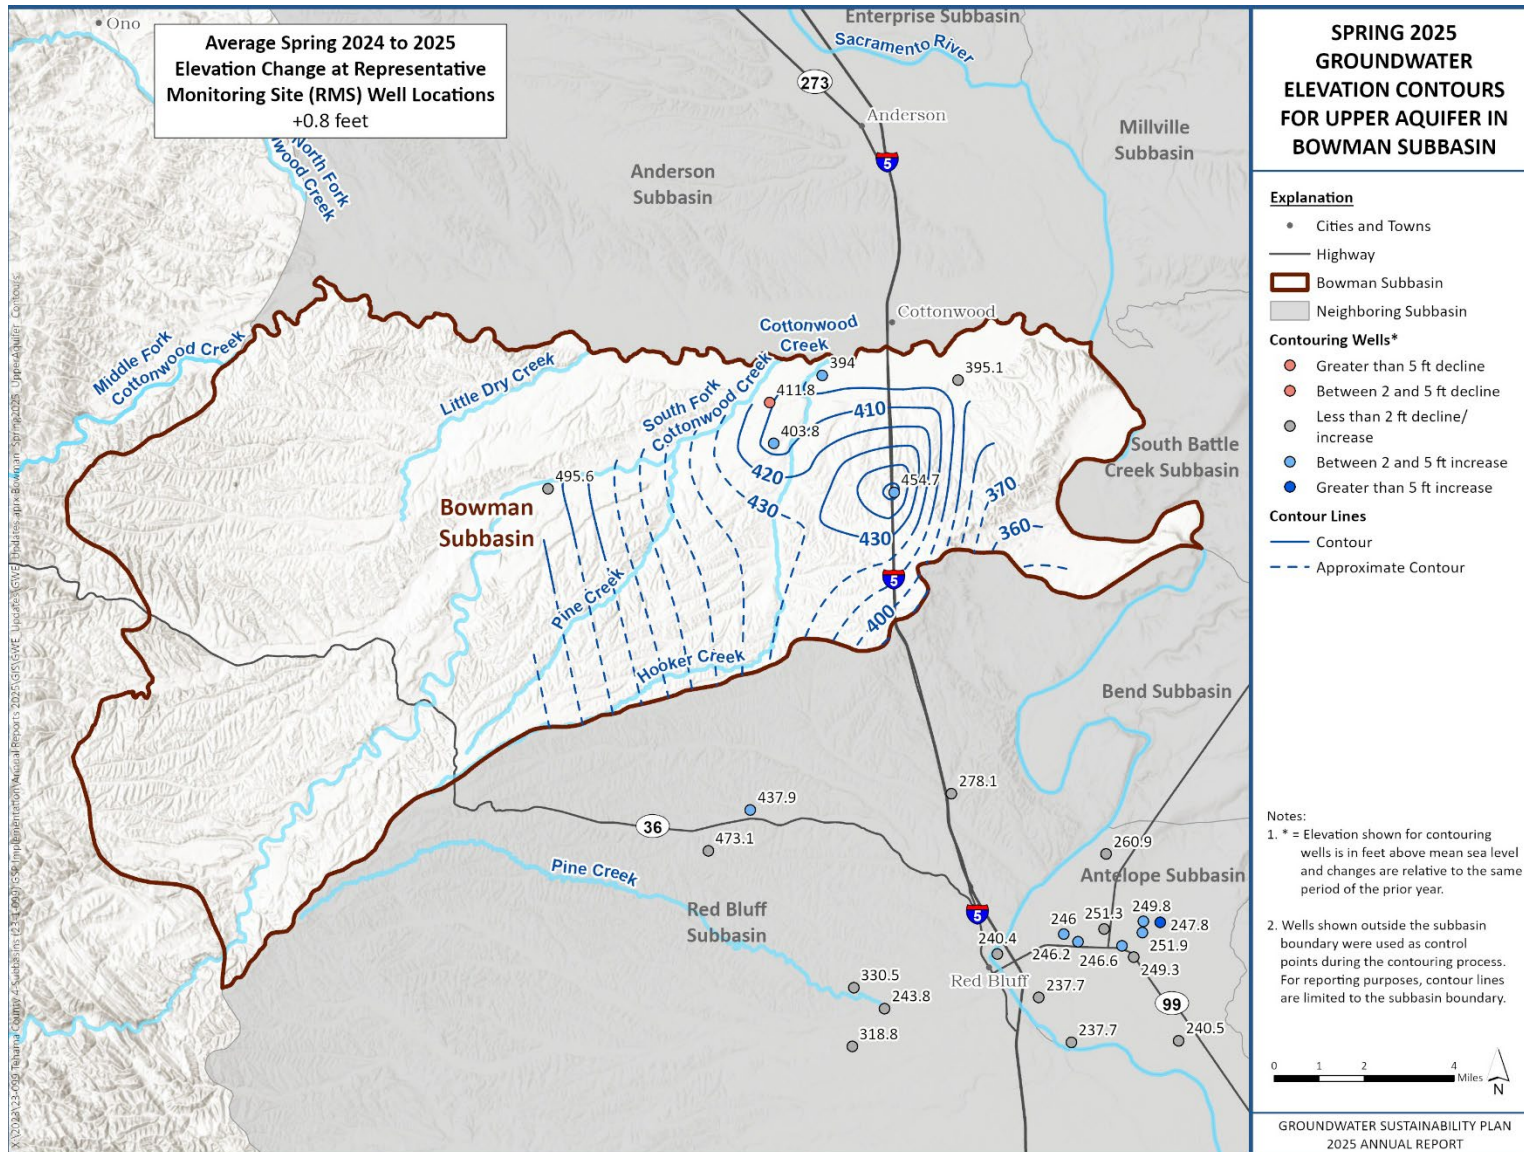 Ono
Average Spring 2024 to 2025
Elevation Change at Representative
Monitoring Site (RMS) Well Locations
+0.8 feet
Enterprise Subbasin
Sacramento River
273
Anderson
5
Millville
Subbasin
Anderson
Subbasin
North Fork
wood Creek
Middle Fork
Cottonwood Creek
Little Dry Creek
South Fork
Cottonwood Creek
Cottonwood
Creek
Cottonwood
394
395.1
411.8
410
403.8
420
430
454.7
430
370
360
400
South Battle
Creek Subbasin
495.6
Bowman
Subbasin
Pine Creek
5
Hooker Creek
Bend Subbasin
278.1
437.9
36
473.1
Pine Creek
260.9
Antelope Subbasin
Red Bluff
Subbasin
5
249.8
251.3
246
247.8
240.4
246.2
246.6
251.9
249.3
Red Bluff
330.5
243.8
237.7
99
318.8
237.7
240.5
SPRING 2025
GROUNDWATER
ELEVATION CONTOURS
FOR UPPER AQUIFER IN
BOWMAN SUBBASIN
Explanation
Cities and Towns
Highway
Bowman Subbasin
Neighboring Subbasin
Contouring Wells*
Greater than 5 ft decline
Between 2 and 5 ft decline
Less than 2 ft decline/
increase
Between 2 and 5 ft increase
Greater than 5 ft increase
Contour Lines
Contour
Approximate Contour
Notes:
1. * = Elevation shown for contouring
wells is in feet above mean sea level
and changes are relative to the same
period of the prior year.
2. Wells shown outside the subbasin
boundary were used as control
points during the contouring process.
For reporting purposes, contour lines
are limited to the subbasin boundary.
0 1 2 4
Miles
N
GROUNDWATER SUSTAINABILITY PLAN
2025 ANNUAL REPORT